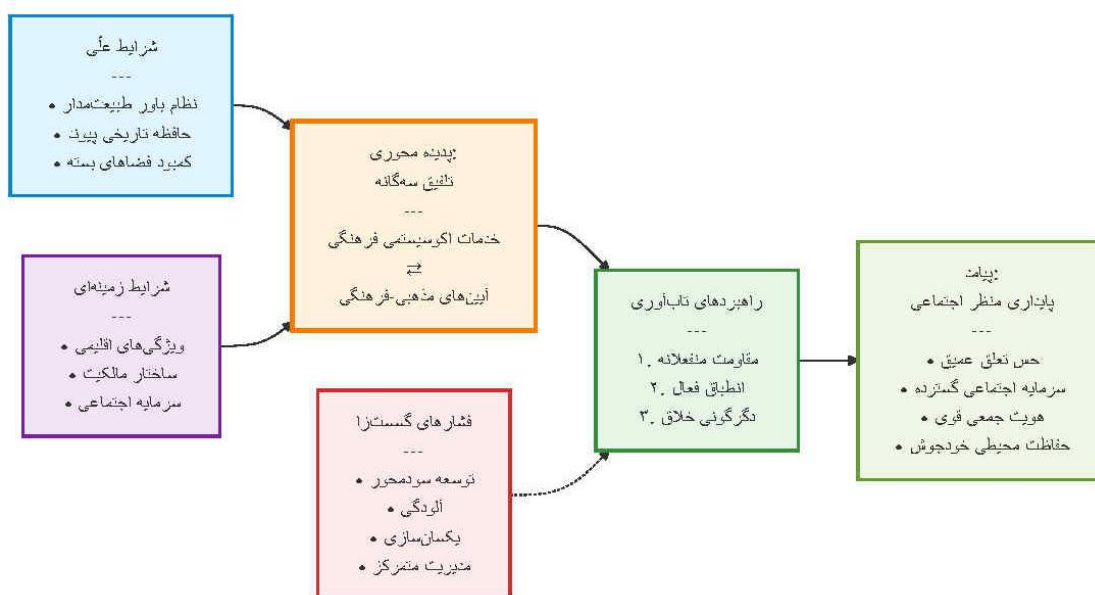 شرایط علّی
---
• نظام باور طبیعت‌مدار
• حافظه تاریخی پیوند
• کمبود فضاهای بسته
شرایط زمینه‌ای
---
• ویژگی‌های اقلیمی
• ساختار مالکیت
• سرمایه اجتماعی
پدیده محوری:
تلفیق سه‌گانه
---
خدمات اکوسیستمی فرهنگی
⇄
آیین‌های مذهبی-فرهنگی
فشارهای گسست‌زا
---
• توسعه سودمحور
• آلودگی
• یکسان‌سازی
• مدیریت متمرکز
راهبردهای تاب‌آوری
---
۱. مقاومت منفعلانه
۲. انطباق فعال
۳. دگرگونی خلاق
پیامد:
پایداری منظر اجتماعی
---
• حس تعلق عمیق
• سرمایه اجتماعی گسترده
• هویت جمعی قوی
• حفاظت محیطی خودجوش